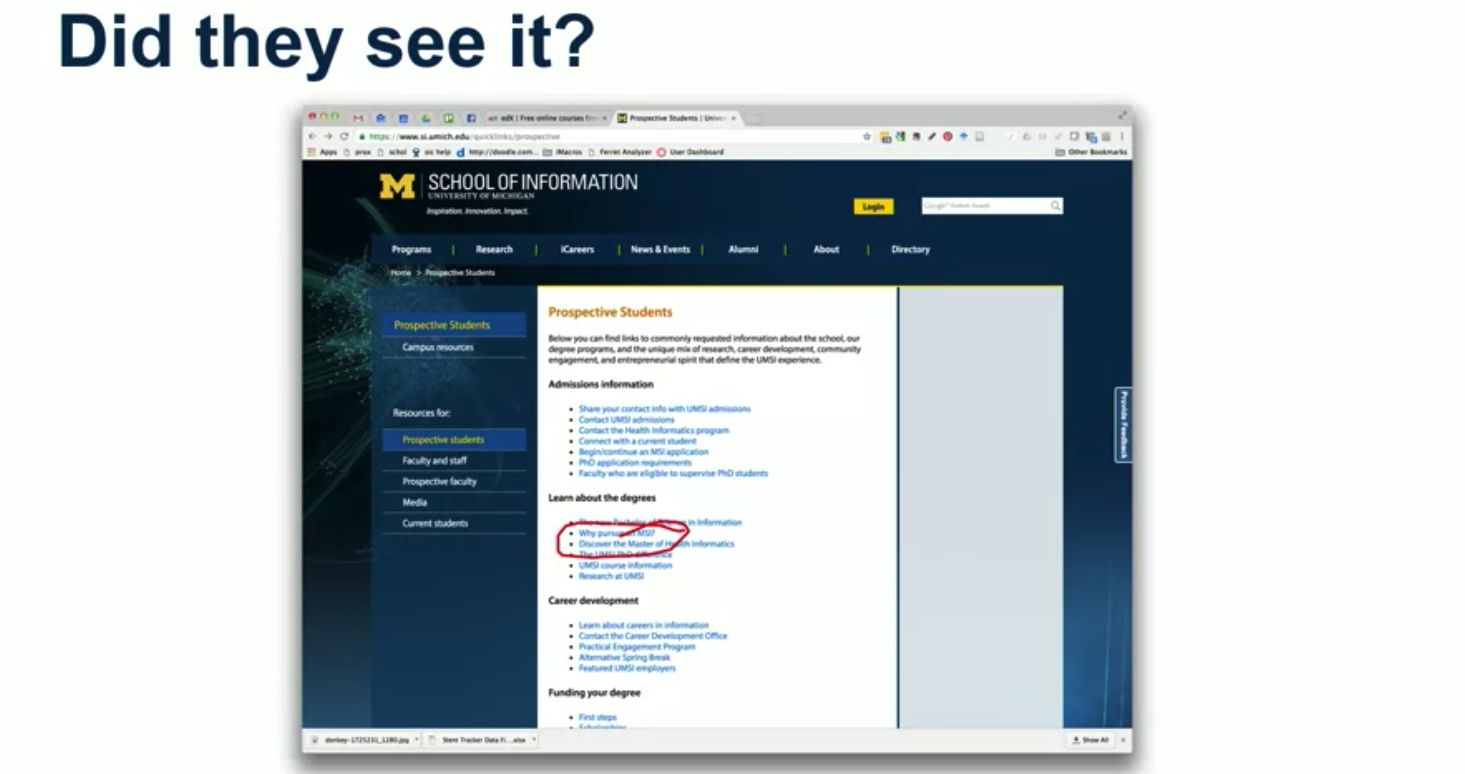 Did they see it?
edX | Free online courses fro
Prospective Students | Univer
https://www.si.umich.edu/quicklinks/prospective
Apps prox schol sic help http://doodle.com... iMacros Ferret Analyzer User Dashboard Other Bookmarks
M SCHOOL OF INFORMATION
UNIVERSITY OF MICHIGAN
Inspiration. Innovation. Impact.
Login
Google™ Custom Search
Programs | Research | iCareers | News & Events | Alumni | About | Directory
Home > Prospective Students
Prospective Students
Campus resources
Resources for:
Prospective students
Faculty and staff
Prospective faculty
Media
Current students
Prospective Students
Below you can find links to commonly requested information about the school, our
degree programs, and the unique mix of research, career development, community
engagement, and entrepreneurial spirit that define the UMSI experience.
Admissions information
Share your contact info with UMSI admissions
Contact UMSI admissions
Contact the Health Informatics program
Connect with a current student
Begin/continue an MSI application
PhD application requirements
Faculty who are eligible to supervise PhD students
Learn about the degrees
The new Bachelor of Science in Information
Why pursue an MSI?
Discover the Master of Health Informatics
The UMSI PhD difference
UMSI course information
Research at UMSI
Career development
Learn about careers in information
Contact the Career Development Office
Practical Engagement Program
Alternative Spring Break
Featured UMSI employers
Funding your degree
First steps
Scholarships
Provide Feedback
donkey-1725231_1280.jpg
Stent Tracker Data Fi....xlsx
Show All